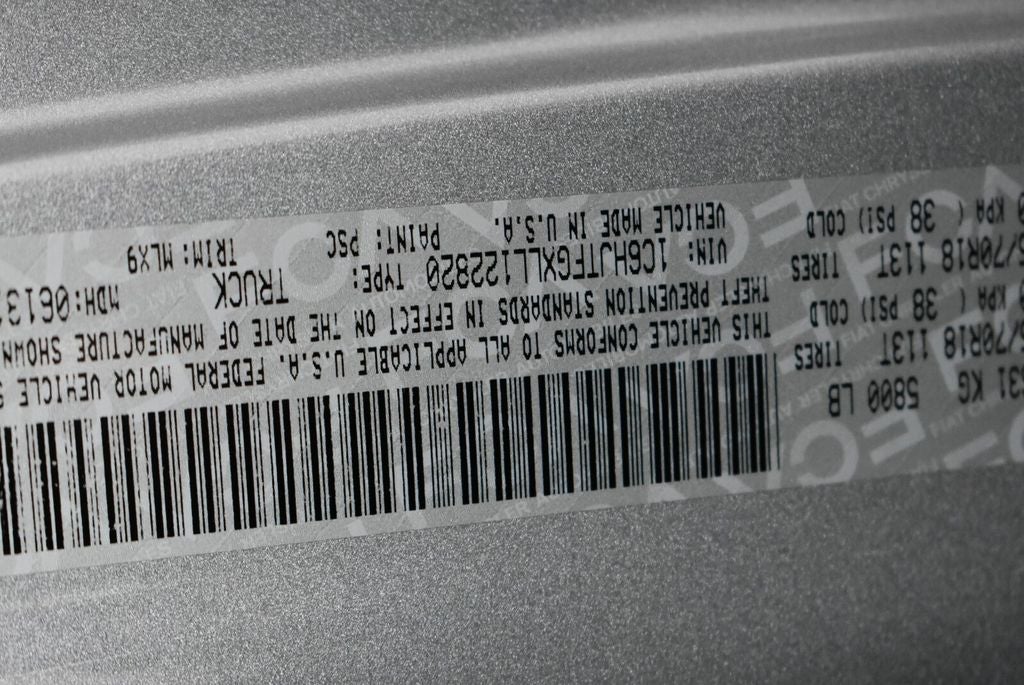 31 KG 5800 LB
/70R18 113T TIRES
KPA ( 38 PSI) COLD
/70R18 113T TIRES
KPA ( 38 PSI) COLD
THIS VEHICLE CONFORMS TO ALL APPLICABLE U.S.A. FEDERAL MOTOR VEHICLE S
THEFT PREVENTION STANDARDS IN EFFECT ON THE DATE OF MANUFACTURE SHOWN
VIN: 1C6HJTFGXLL122820 TYPE: TRUCK MDH:0613
VEHICLE MADE IN U.S.A. PAINT: PSC TRIM: MLX9